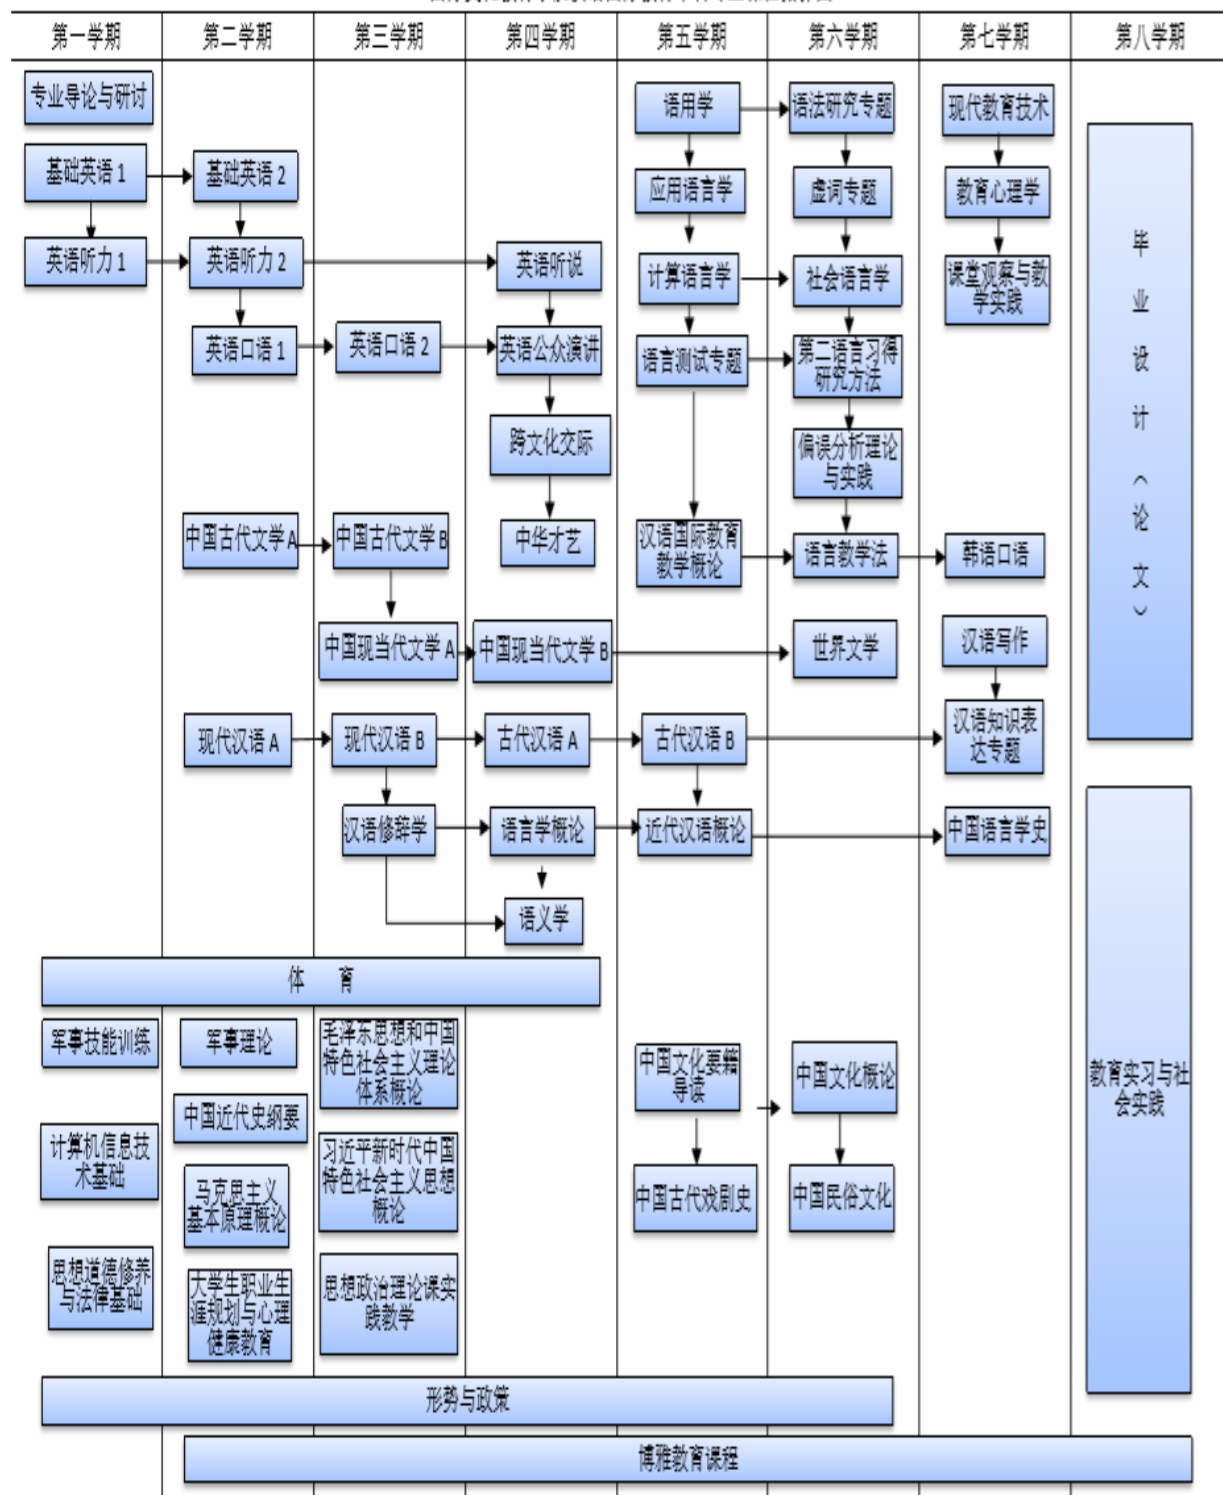 第一学期
第二学期
第三学期
第四学期
第五学期
第六学期
第七学期
第八学期
专业导论与研讨
基础英语 1
英语听力 1
基础英语 2
英语听力 2
英语口语 1
英语口语 2
英语听说
英语公众演讲
跨文化交际
中华才艺
语用学
应用语言学
计算语言学
语言测试专题
汉语国际教育
教学概论
语法研究专题
虚词专题
社会语言学
第二语言习得
研究方法
偏误分析理论
与实践
语言教学法
现代教育技术
教育心理学
课堂观察与教
学实践
韩语口语
中国古代文学A
中国古代文学 B
中国现当代文学 A
中国现当代文学 B
世界文学
汉语写作
现代汉语 A
现代汉语 B
古代汉语 A
古代汉语 B
汉语知识表
达专题
汉语修辞学
语言学概论
近代汉语概论
中国语言学史
语义学
毕
业
设
计
（
论
文
）
体 育
军事技能训练
计算机信息技
术基础
思想道德修养
与法律基础
军事理论
中国近代史纲要
马克思主义
基本原理概论
大学生职业生
涯规划与心理
健康教育
毛泽东思想和中国
特色社会主义理论
体系概论
习近平新时代中国
特色社会主义思想
概论
思想政治理论课实
践教学
中国文化要籍
导读
中国古代戏剧史
中国文化概论
中国民俗文化
教育实习与社
会实践
形势与政策
博雅教育课程